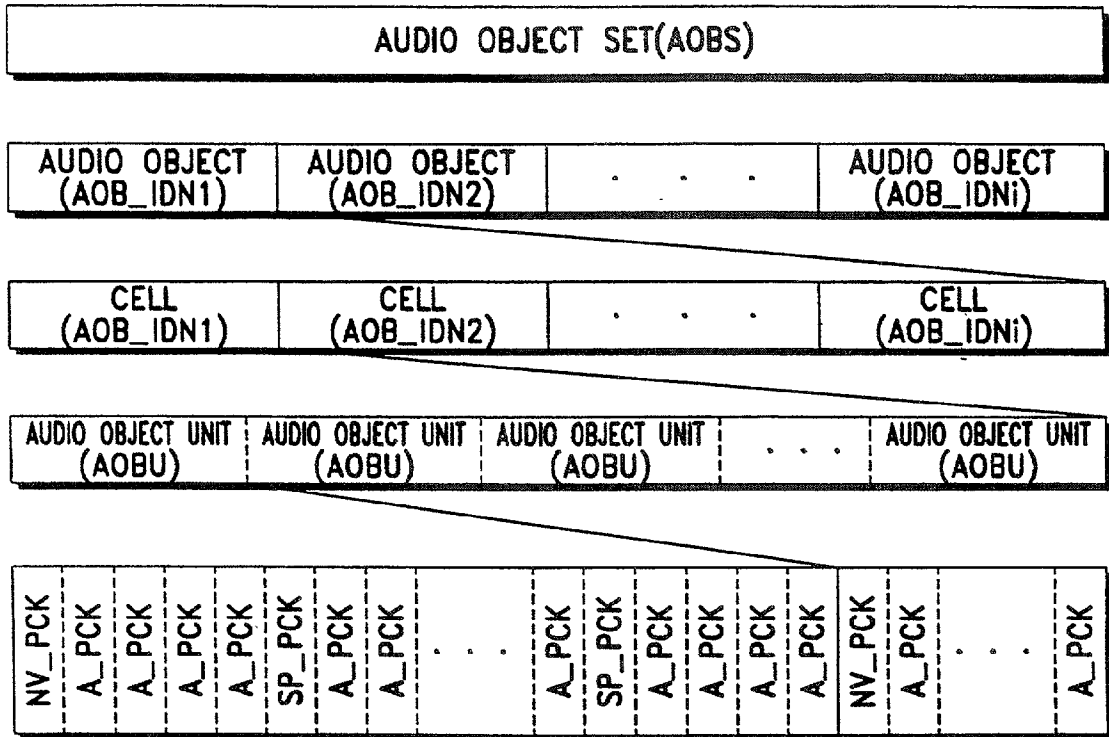 AUDIO OBJECT SET(AOBS)
AUDIO OBJECT
(AOB_IDN1)
AUDIO OBJECT
(AOB_IDN2)
. . .
AUDIO OBJECT
(AOB_IDNi)
CELL
(AOB_IDN1)
CELL
(AOB_IDN2)
. . .
CELL
(AOB_IDNi)
AUDIO OBJECT UNIT
(AOBU)
AUDIO OBJECT UNIT
(AOBU)
AUDIO OBJECT UNIT
(AOBU)
. . .
AUDIO OBJECT UNIT
(AOBU)
NV_PCK
A_PCK
A_PCK
A_PCK
A_PCK
SP_PCK
A_PCK
A_PCK
. . .
A_PCK
SP_PCK
A_PCK
A_PCK
A_PCK
A_PCK
NV_PCK
A_PCK
. . .
A_PCK